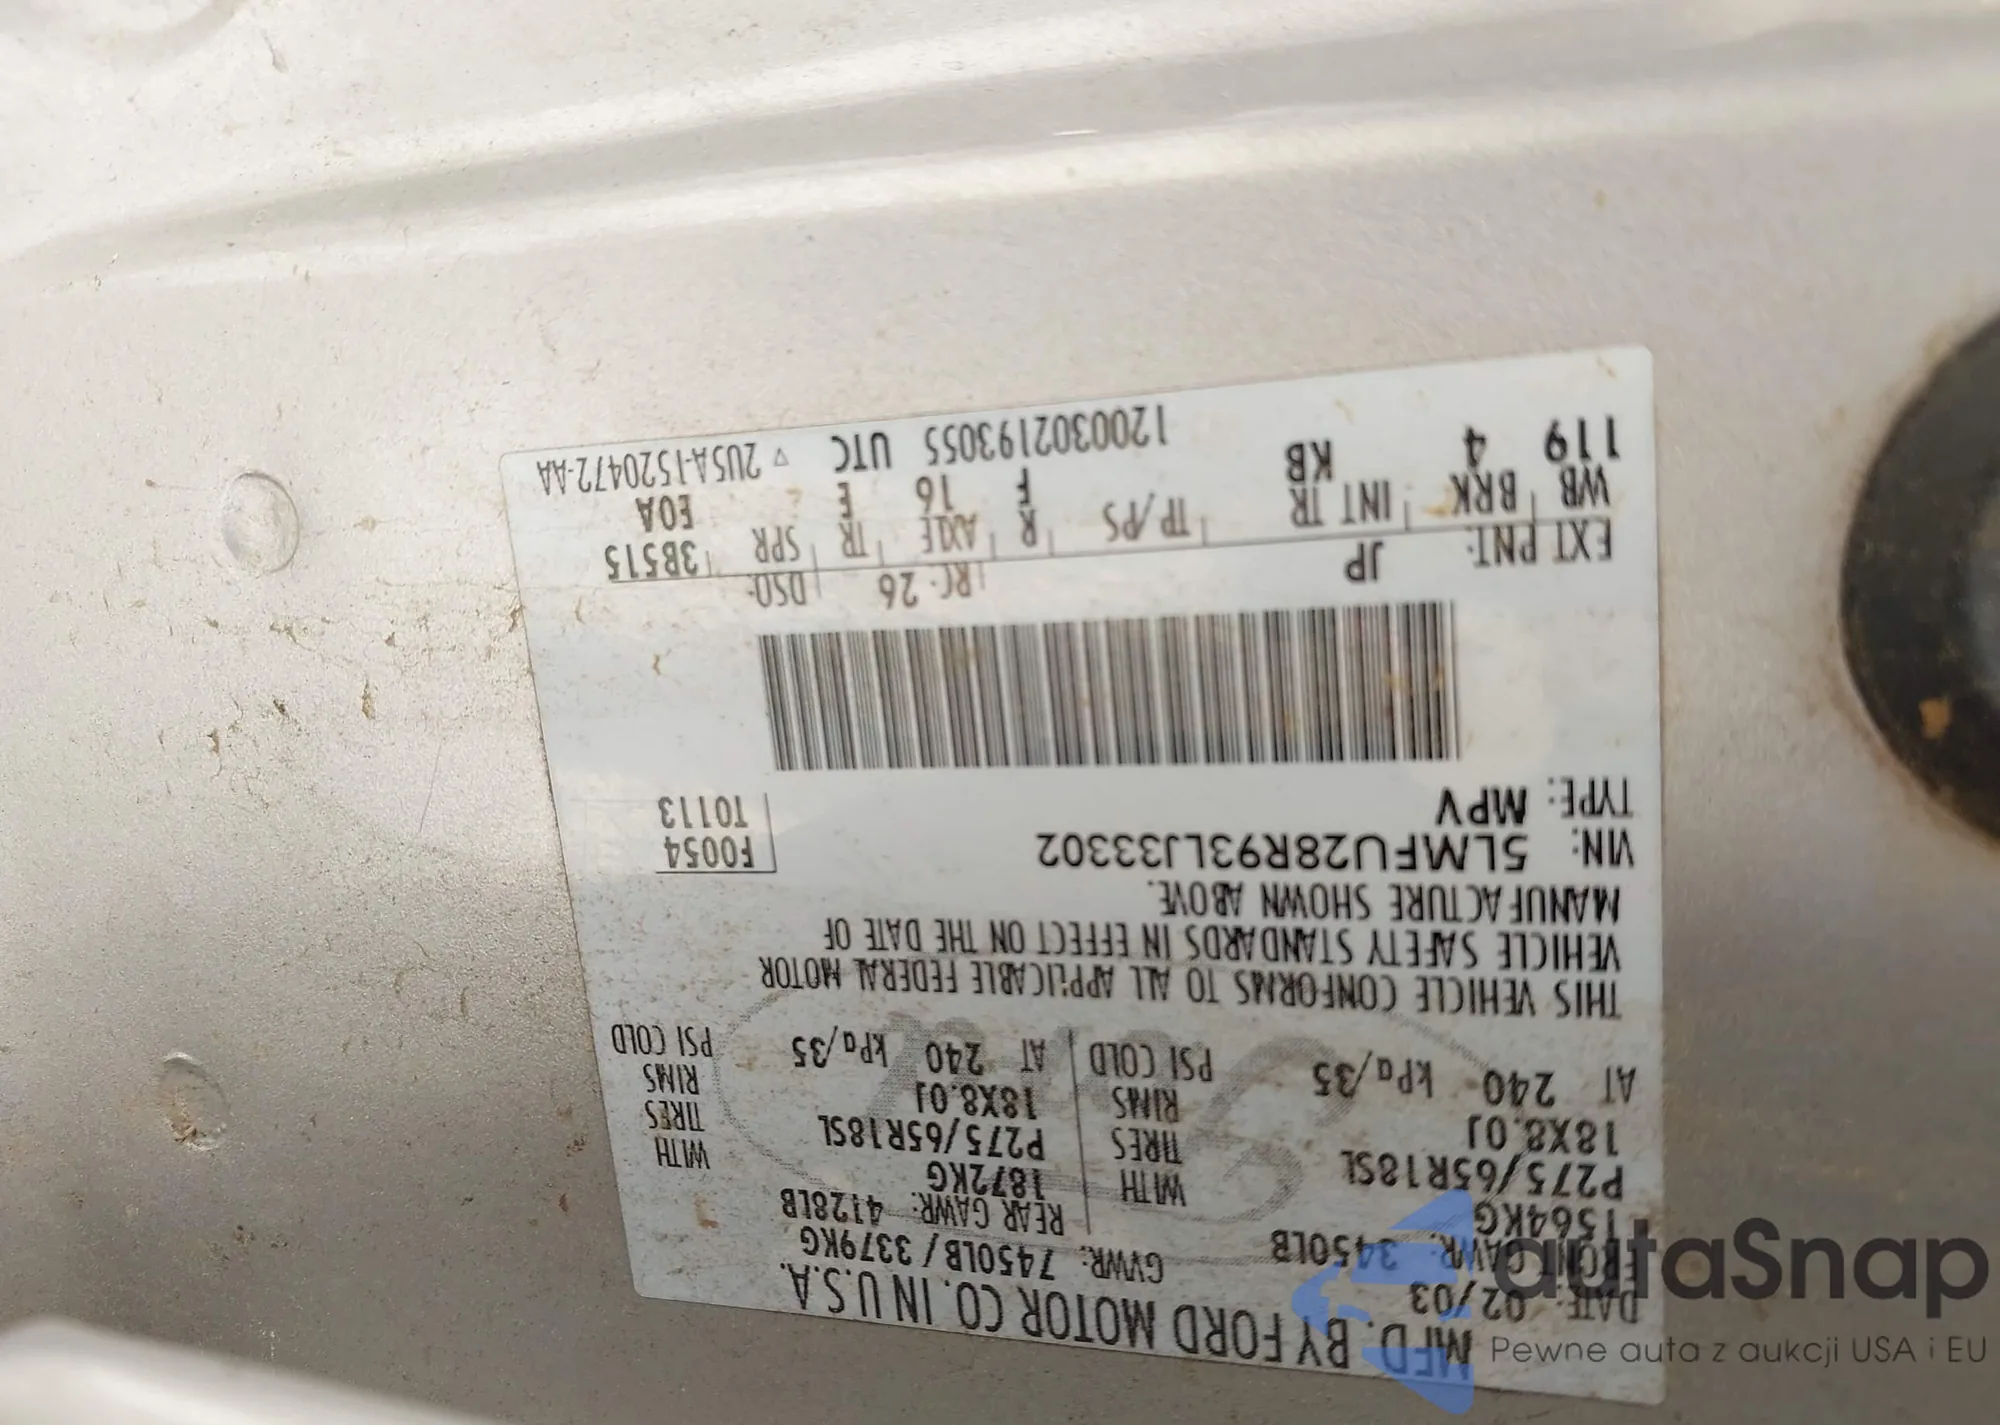 MFD. BY FORD MOTOR CO. IN U.S.A.
DATE: 02/03 GVWR: 7450LB / 3379KG
FRONT GAWR: 3450LB REAR GAWR: 4128LB
1564KG WITH 1872KG WITH
P275/65R18SL TIRES P275/65R18SL TIRES
18X8.0J RIMS 18X8.0J RIMS
AT 240 kPa/35 PSI COLD AT 240 kPa/35 PSI COLD
THIS VEHICLE CONFORMS TO ALL APPLICABLE FEDERAL MOTOR
VEHICLE SAFETY STANDARDS IN EFFECT ON THE DATE OF
MANUFACTURE SHOWN ABOVE.
VIN: 5LMFU28R93LJ33302 F0054
TYPE: MPV T0113
EXT PNT: JP RC: 26 DSO:
WB BRK INT TR TP/PS R AXLE TR SPR 3B515
119 4 KB F 16 E E0A
1200302193055 UTC ▽ 2U5A-1520472-AA
autaSnap
Pewne auta z aukcji USA i EU